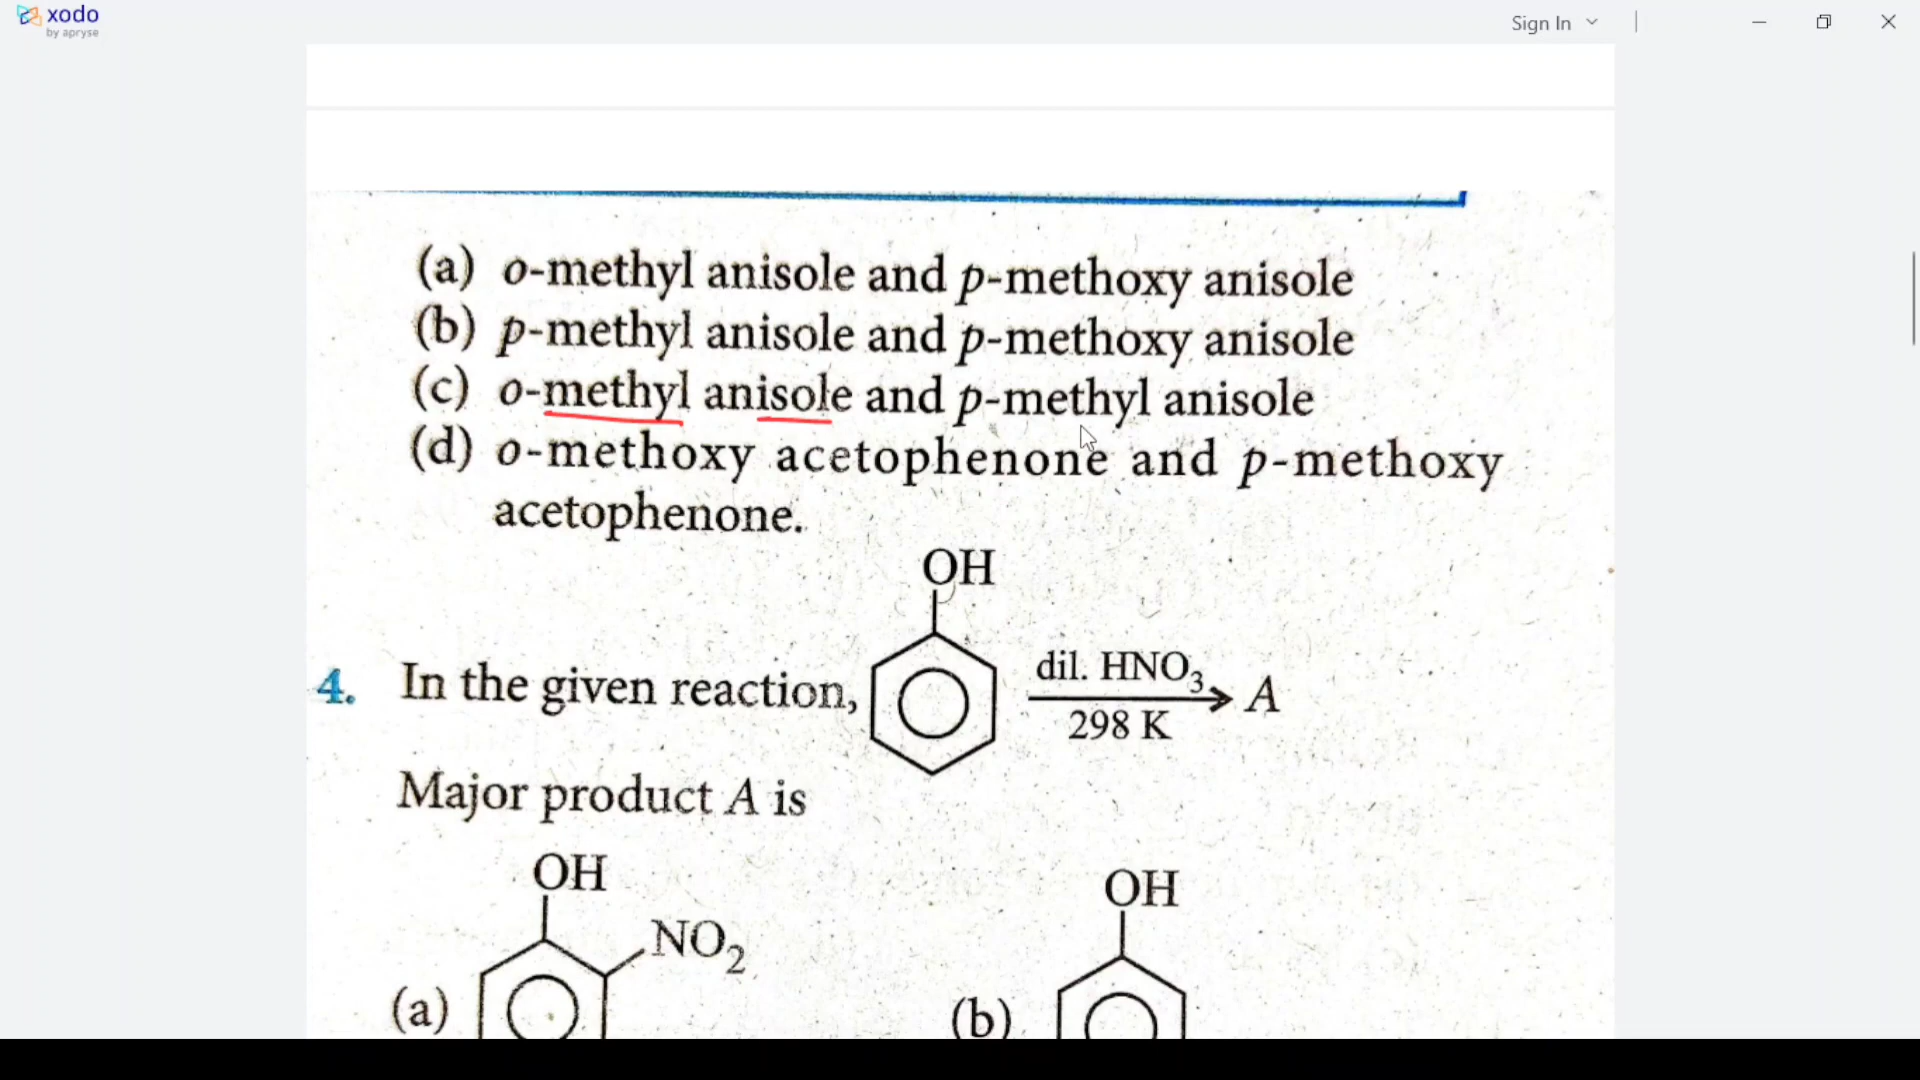 xodo
by apryse
Sign In
(a) o-methyl anisole and p-methoxy anisole
(b) p-methyl anisole and p-methoxy anisole
(c) o-methyl anisole and p-methyl anisole
(d) o-methoxy acetophenone and p-methoxy
acetophenone.
OH
4. In the given reaction,
dil. HNO3
298 K
A
Major product A is
OH
NO2
(a)
OH
(b)